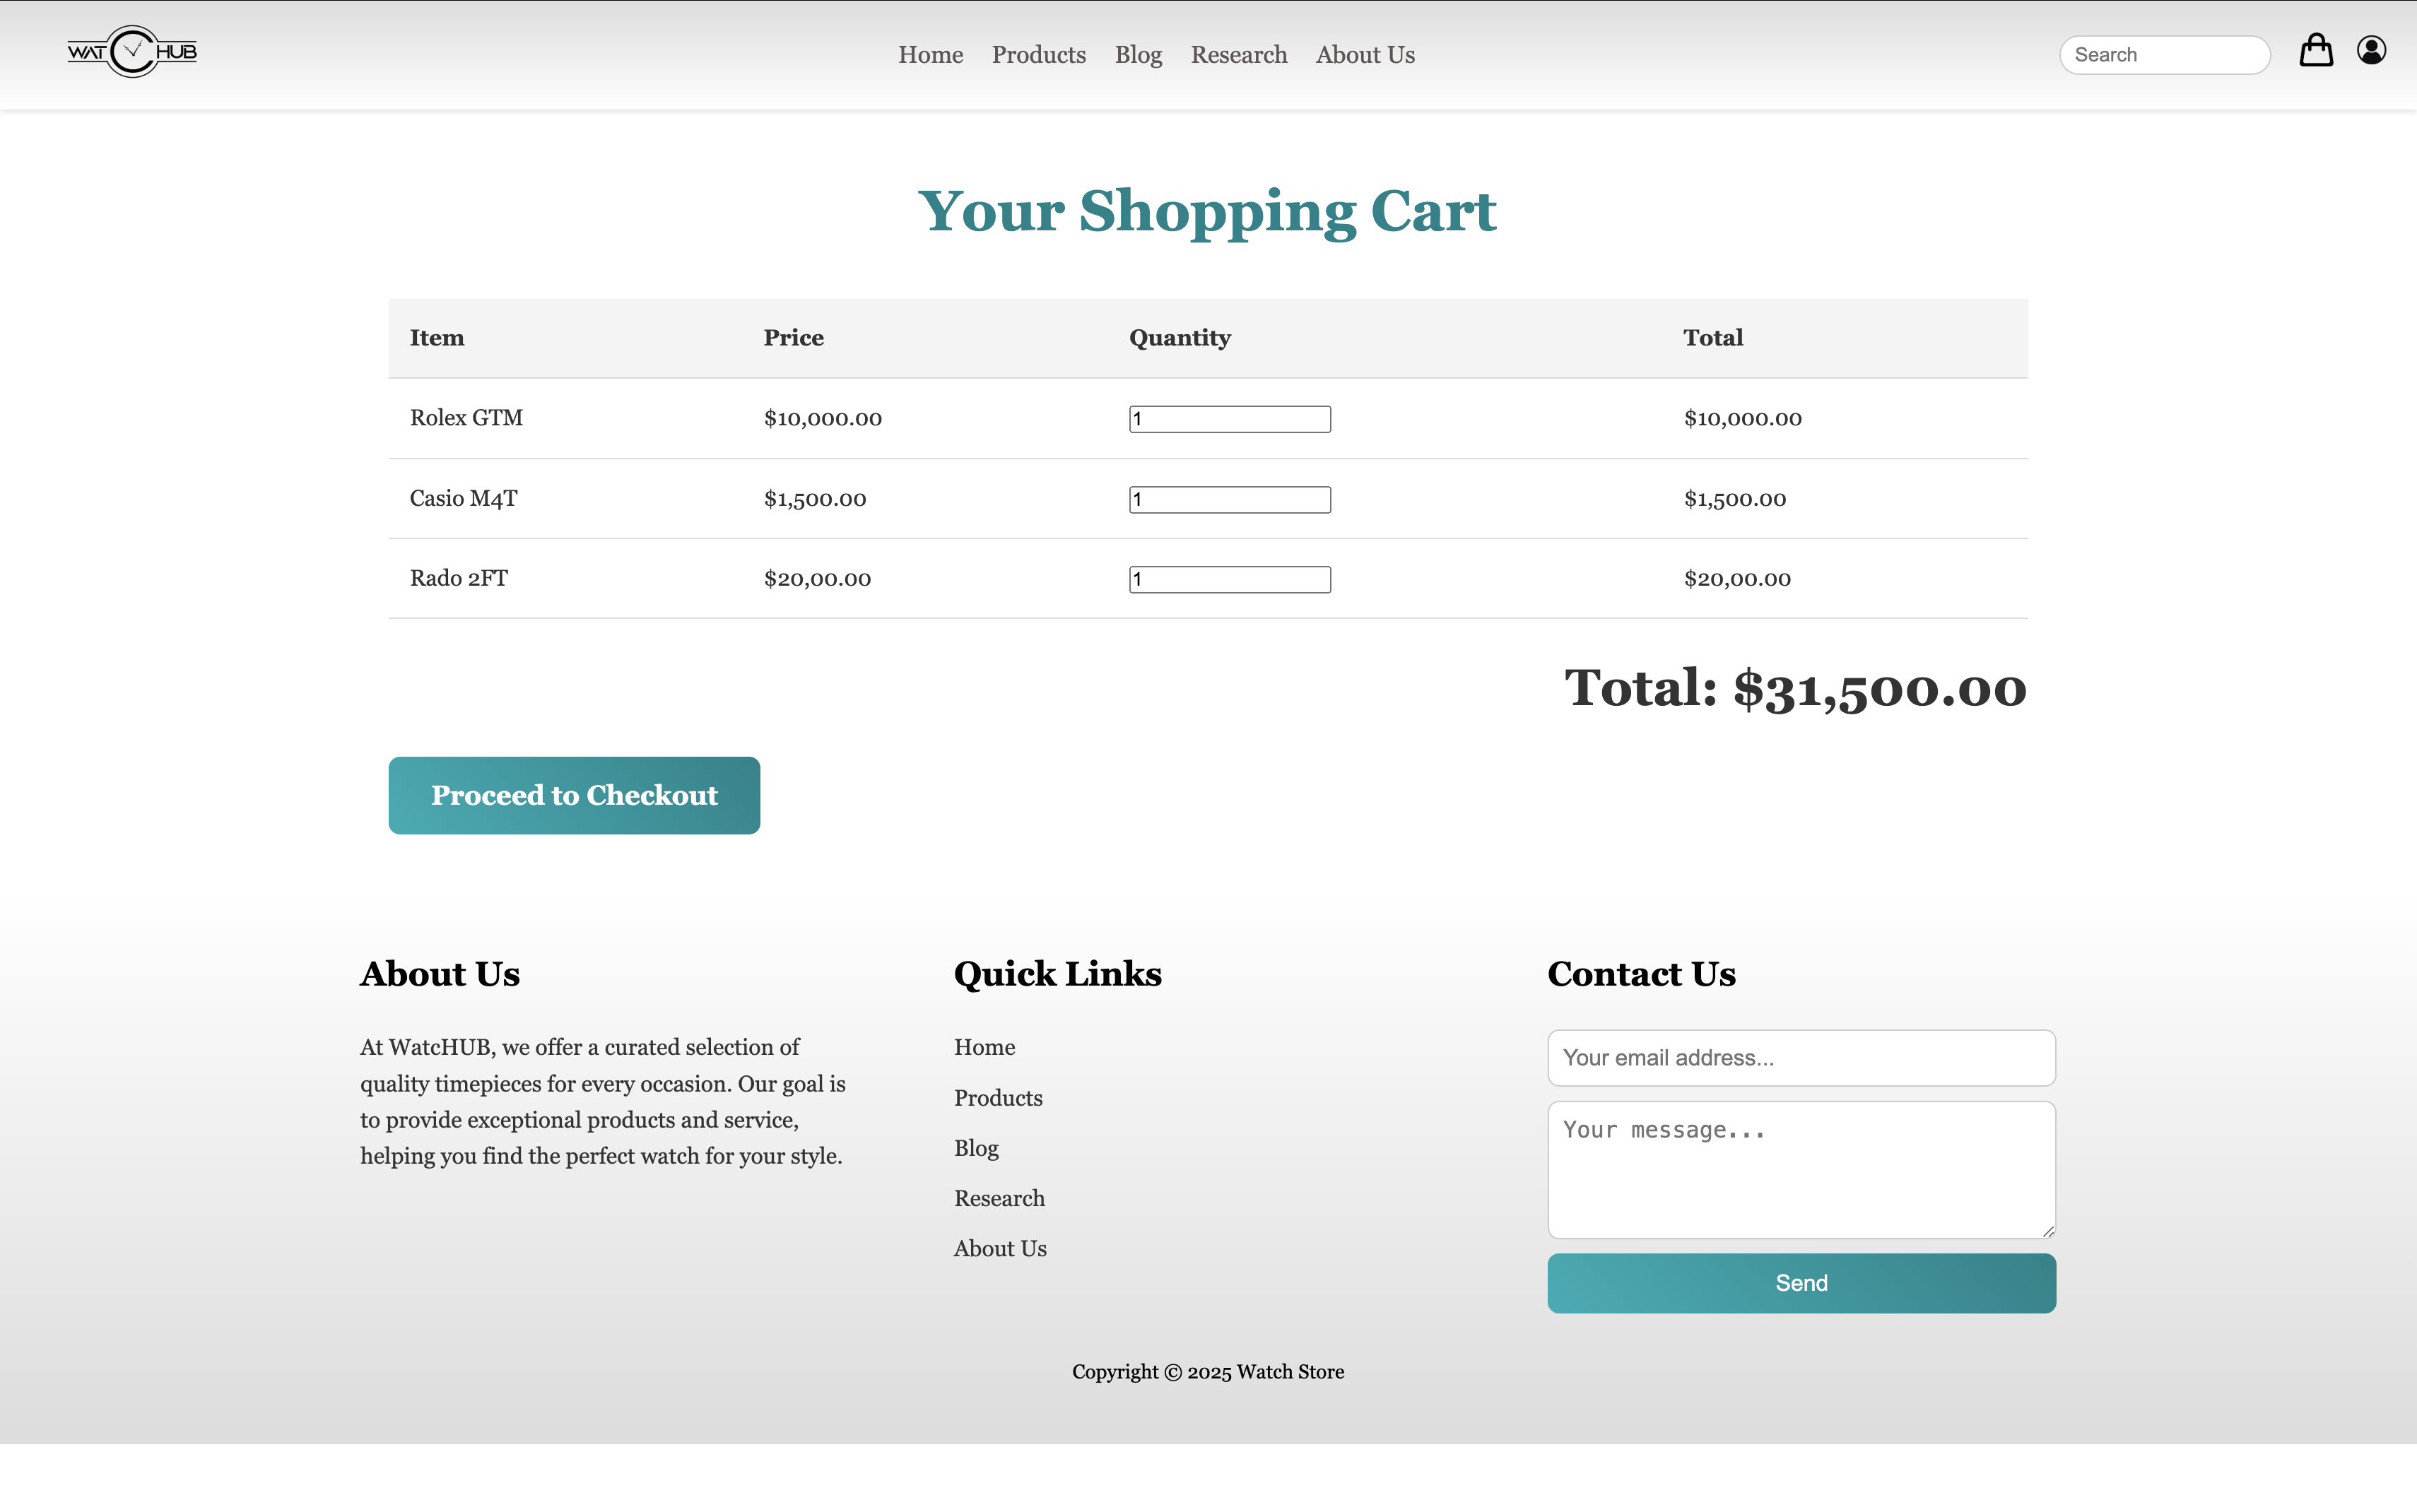 WATCHUB
Home Products Blog Research About Us
Search
Your Shopping Cart
Item Price Quantity Total
Rolex GTM $10,000.00 1 $10,000.00
Casio M4T $1,500.00 1 $1,500.00
Rado 2FT $20,00.00 1 $20,00.00
Total: $31,500.00
Proceed to Checkout
About Us
At WatcHUB, we offer a curated selection of
quality timepieces for every occasion. Our goal is
to provide exceptional products and service,
helping you find the perfect watch for your style.
Quick Links
Home
Products
Blog
Research
About Us
Contact Us
Your email address...
Your message...
Send
Copyright © 2025 Watch Store